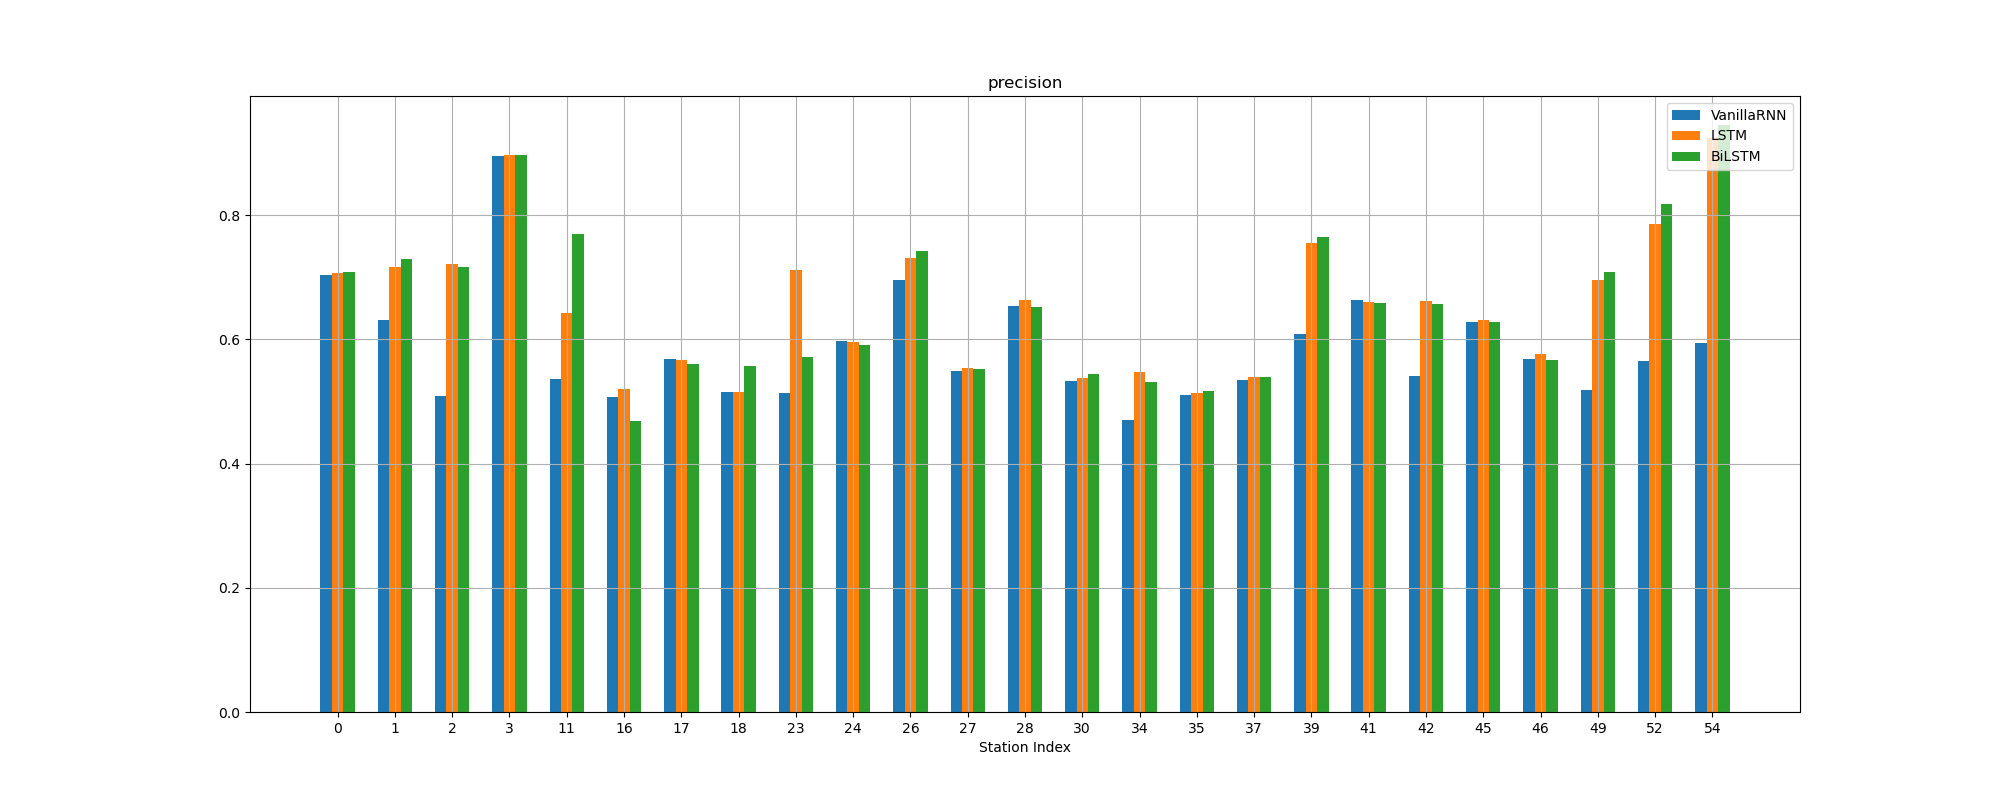 precision
VanillaRNN
LSTM
BiLSTM
0.8
0.6
0.4
0.2
0.0
0 1 2 3 11 16 17 18 23 24 26 27 28 30 34 35 37 39 41 42 45 46 49 52 54
Station Index